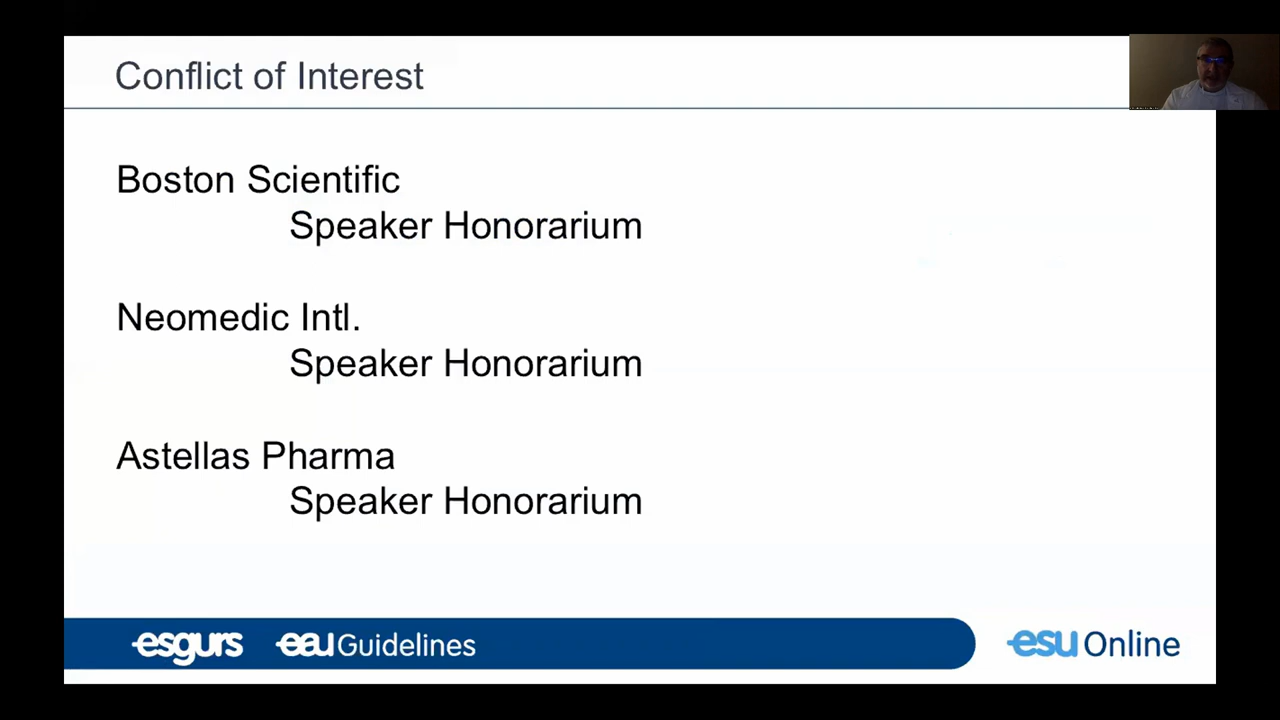 Conflict of Interest
Boston Scientific
Speaker Honorarium
Neomedic Intl.
Speaker Honorarium
Astellas Pharma
Speaker Honorarium
esgurs
eau Guidelines
esu Online